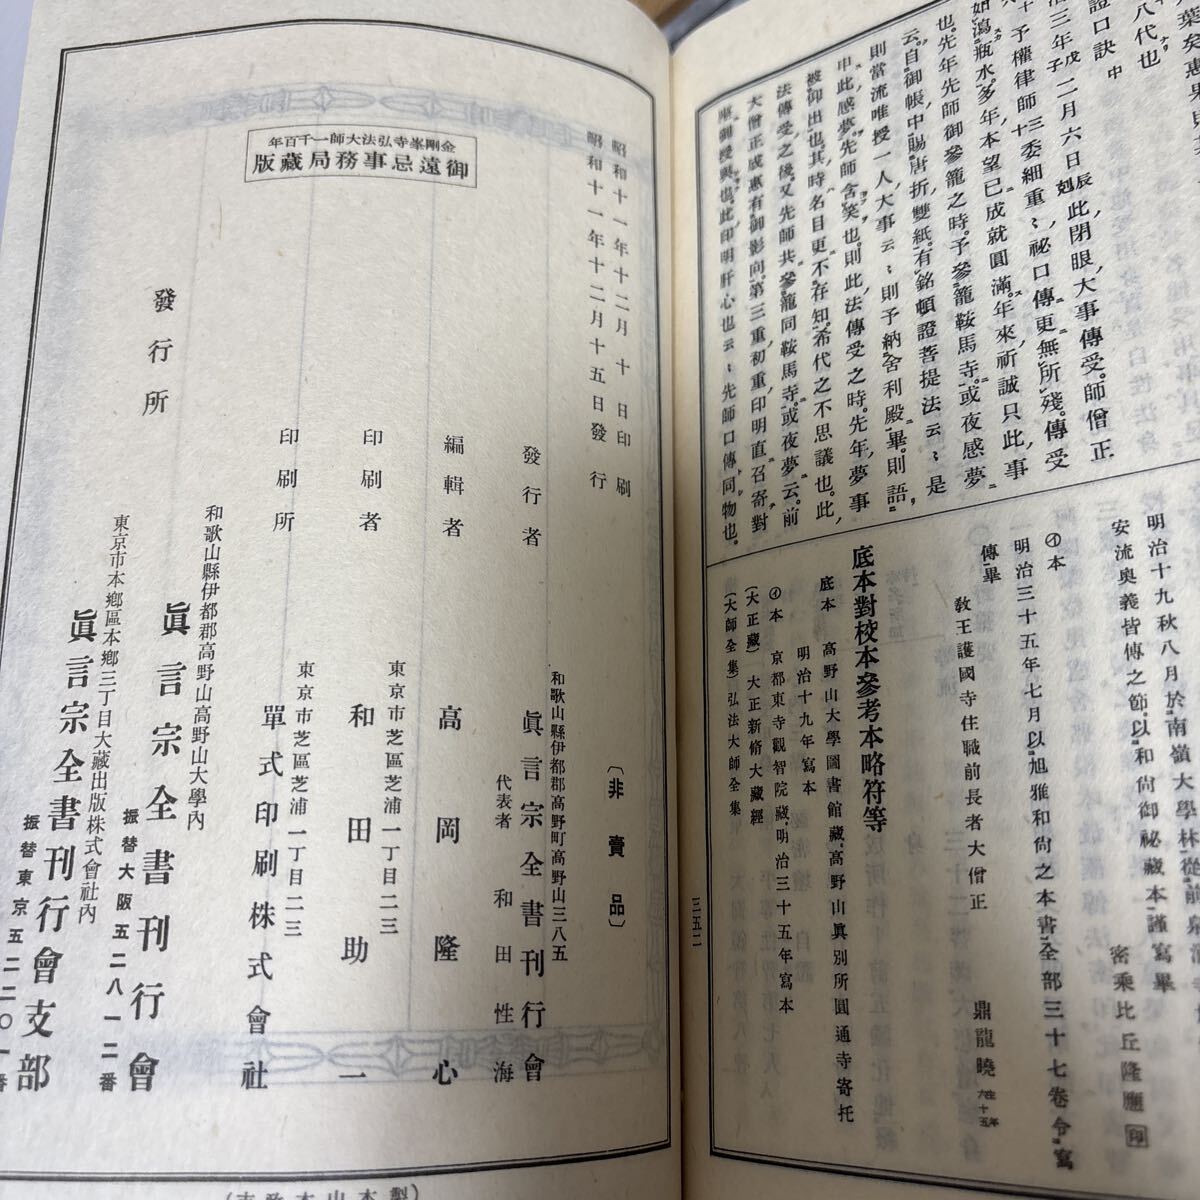 八代也
證口訣中
十予權律師十委細重〻祕口傳更無所殘。傳受
如瀉瓶水。多年本望已成就圓滿。年來祈誠只此事
也。先年先師御參籠之時。予參籠鞍馬寺。或夜感夢
云。自御帳中賜唐折雙紙。有銘頓證菩提法云〻是
則當流唯授一人大事云〻則予納舍利殿畢。則語
申此感夢。先師含笑也。則此法傳受之時。先年夢事
被仰出也。其時名目更不存知。希代之不思議也。此
法傳受之後。又先師共參籠同鞍馬寺。或夜夢云。前
大僧正成惠有御影向。第三重初重印明直召寄對
座御授與也。此印明肝心也云〻先師口傳同物也。
明治十九秋八月於南嶺大學林從前
安流奧義皆傳之節以和尙御祕藏本謹寫畢
密乘比丘隆應 印
㋑本
明治三十五年七月以旭雅和尙之本書全部三十七卷令寫
傳畢
敎王護國寺住職前長者大僧正
鼎龍曉
底本對校本參考本略符等
底本 高野山大學圖書館藏、高野山眞別所圓通寺寄托
明治十九年寫本
㋑本 京都東寺觀智院藏、明治三十五年寫本
(大正藏) 大正新脩大藏經
(大師全集) 弘法大師全集
三五二
昭和十一年十二月十日印刷
昭和十一年十二月十五日發行
〔非賣品〕
金剛峯寺弘法大師一千百年
御遠忌事務局藏版
和歌山縣伊都郡高野町高野山三八五
發行者 眞言宗全書刊行會
代表者 和田性海
編輯者 高岡隆心
東京市芝區芝浦一丁目二三
印刷者 和田助一
東京市芝區芝浦一丁目二三
印刷所 單式印刷株式會社
和歌山縣伊都郡高野山高野山大學內
發行所 眞言宗全書刊行會
振替大阪五二八一二番
東京市本鄕區本鄕三丁目大藏出版株式會社內
眞言宗全書刊行會支部
振替東京五二二〇一番